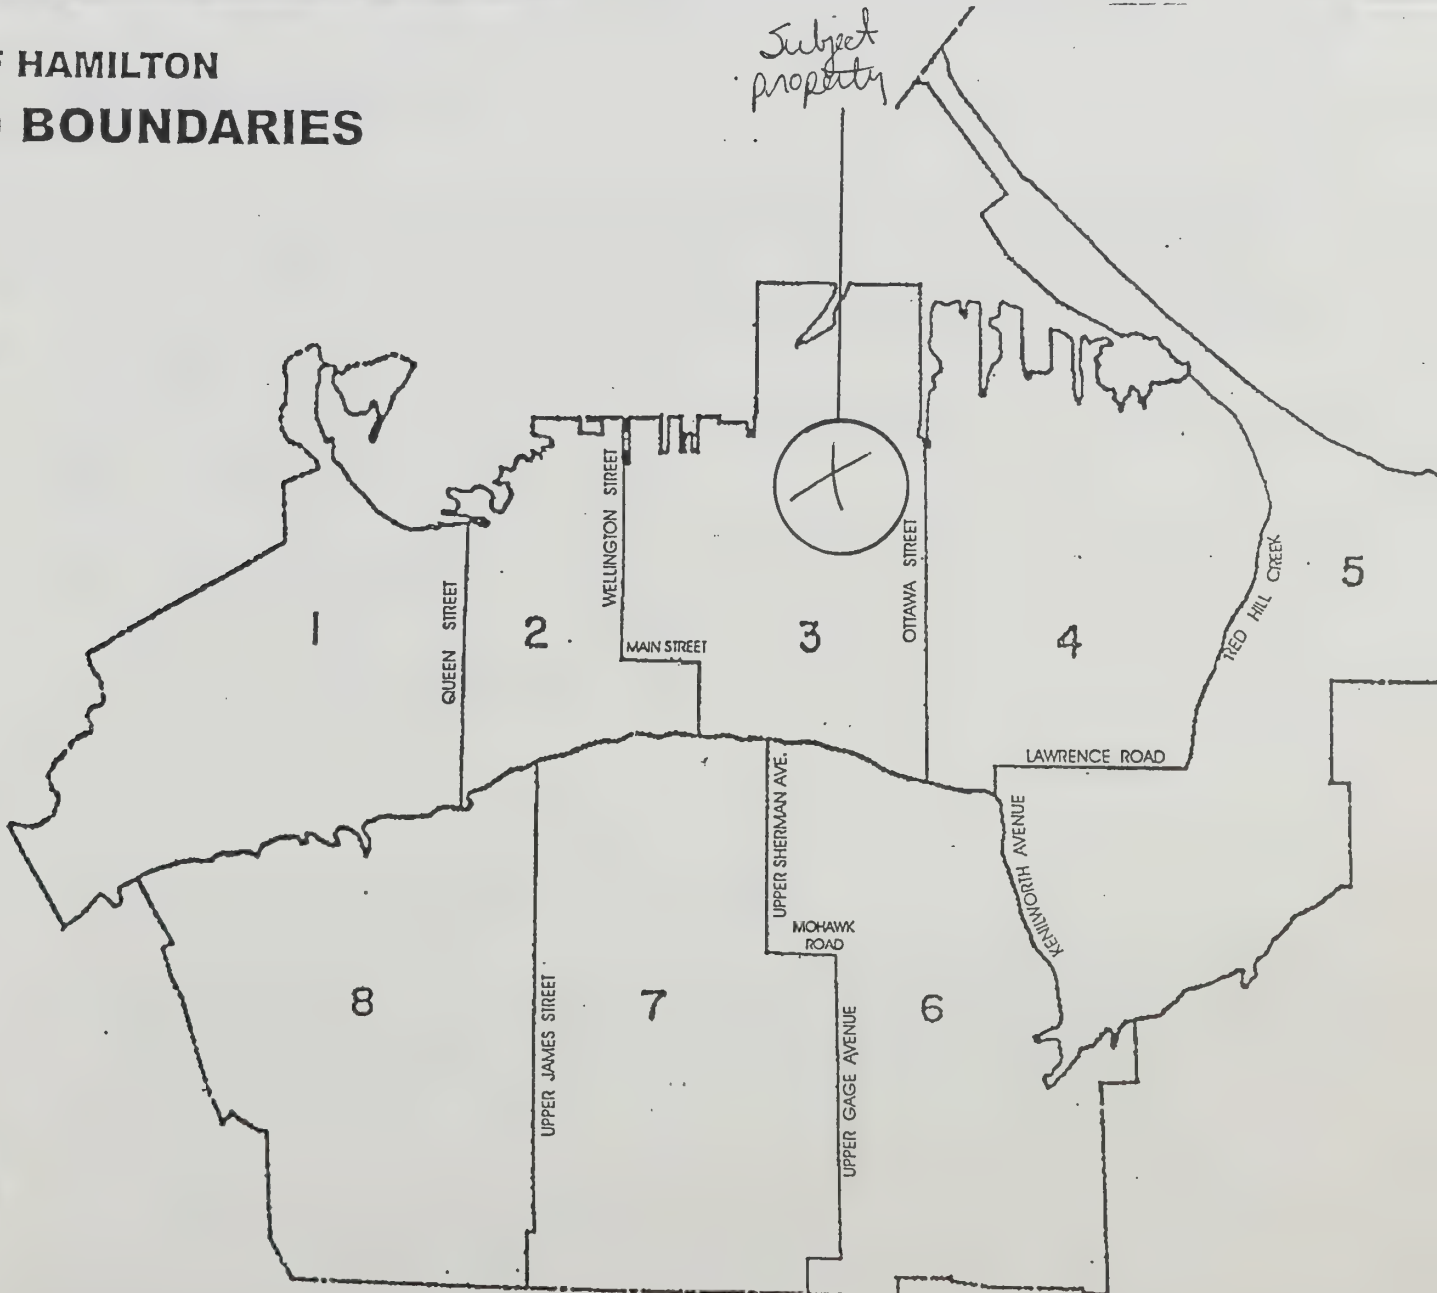 HAMILTON
BOUNDARIES
Subject
property
WELLINGTON STREET
QUEEN STREET
MAIN STREET
OTTAWA STREET
RED HILL CREEK
1
2
3
4
5
LAWRENCE ROAD
UPPER SHERMAN AVE.
KENILWORTH AVENUE
MOHAWK
ROAD
8
7
6
UPPER JAMES STREET
UPPER GAGE AVENUE